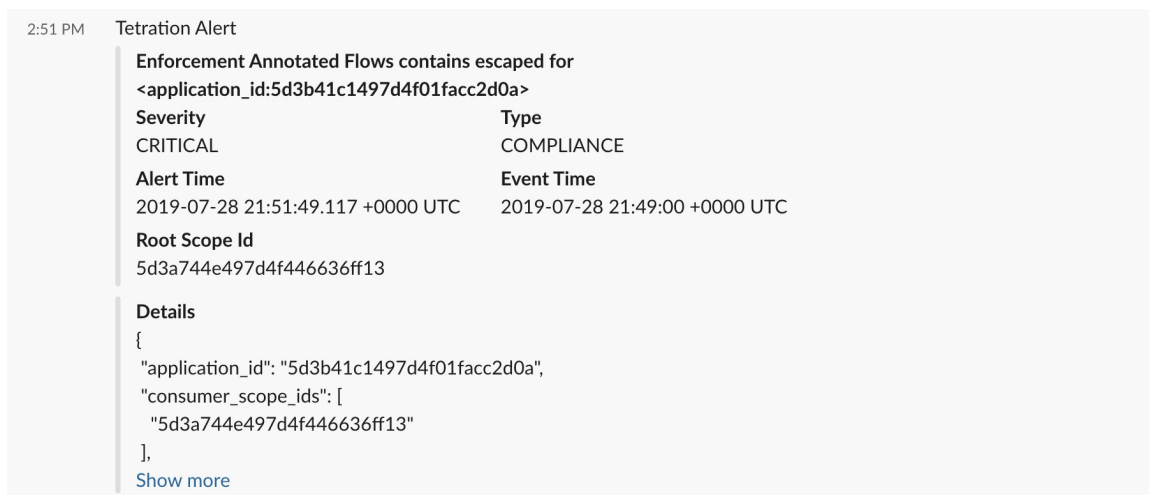 2:51 PM Tetration Alert
Enforcement Annotated Flows contains escaped for
<application_id:5d3b41c1497d4f01facc2d0a>
Severity Type
CRITICAL COMPLIANCE
Alert Time Event Time
2019-07-28 21:51:49.117 +0000 UTC 2019-07-28 21:49:00 +0000 UTC
Root Scope Id
5d3a744e497d4f446636ff13
Details
{
"application_id": "5d3b41c1497d4f01facc2d0a",
"consumer_scope_ids": [
"5d3a744e497d4f446636ff13"
],
Show more